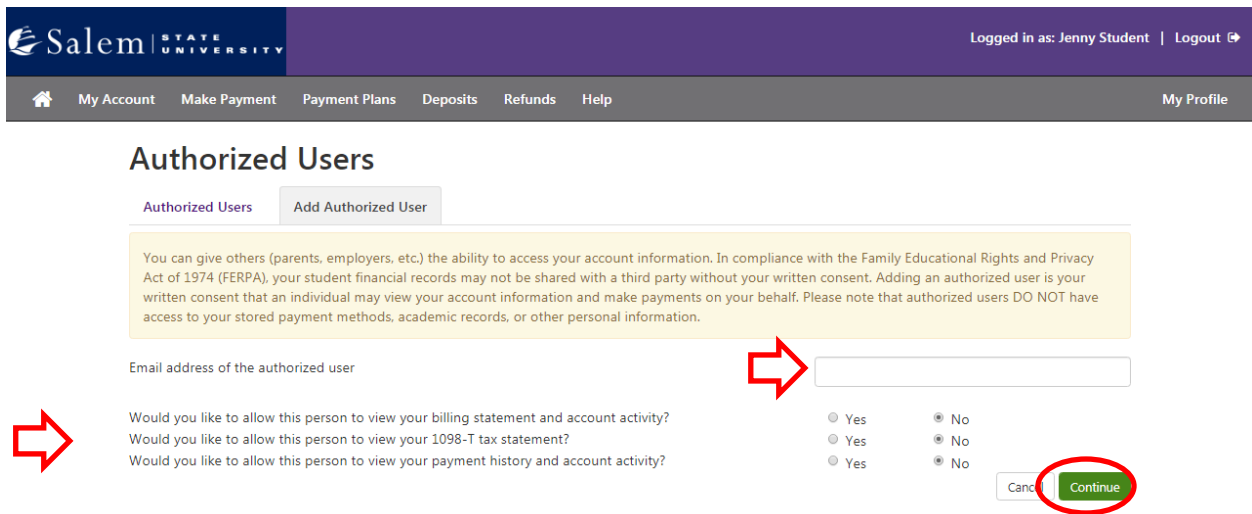 Salem STATE UNIVERSITY
Logged in as: Jenny Student | Logout
My Account Make Payment Payment Plans Deposits Refunds Help My Profile
Authorized Users
Authorized Users Add Authorized User
You can give others (parents, employers, etc.) the ability to access your account information. In compliance with the Family Educational Rights and Privacy
Act of 1974 (FERPA), your student financial records may not be shared with a third party without your written consent. Adding an authorized user is your
written consent that an individual may view your account information and make payments on your behalf. Please note that authorized users DO NOT have
access to your stored payment methods, academic records, or other personal information.
Email address of the authorized user
Would you like to allow this person to view your billing statement and account activity? Yes No
Would you like to allow this person to view your 1098-T tax statement? Yes No
Would you like to allow this person to view your payment history and account activity? Yes No
Cancel Continue